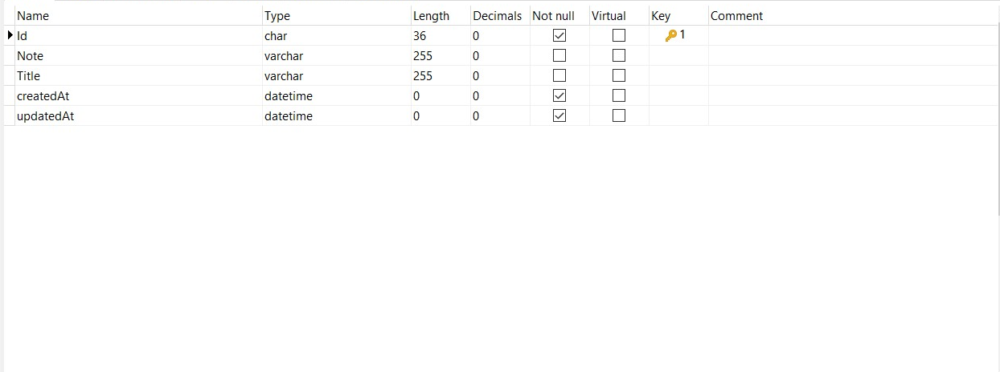 Name Type Length Decimals Not null Virtual Key Comment
Id char 36 0 1
Note varchar 255 0
Title varchar 255 0
createdAt datetime 0 0
updatedAt datetime 0 0